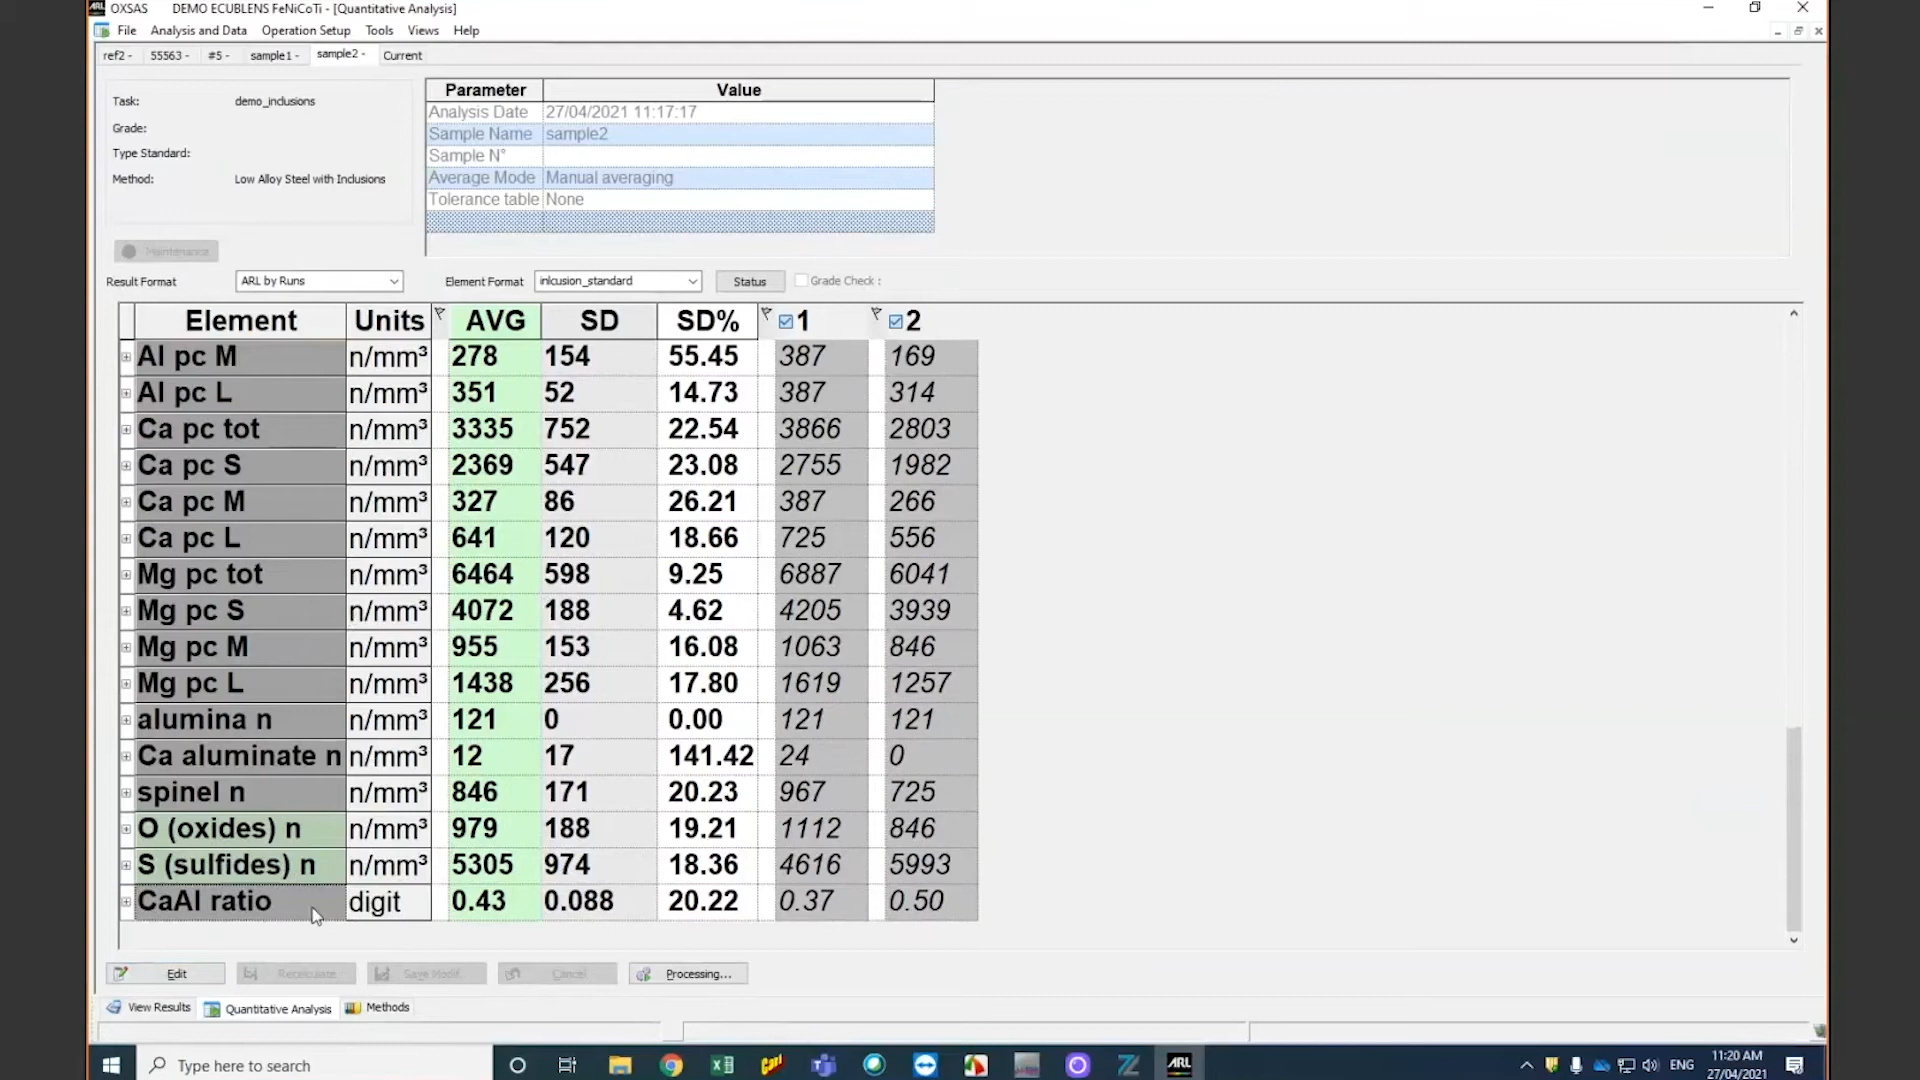 ARL OXSAS DEMO ECUBLENS FeNiCoTi - [Quantitative Analysis]
File Analysis and Data Operation Setup Tools Views Help
ref2 - 55563 - #5 - sample1 - sample2 - Current
Task: demo_inclusions
Grade:
Type Standard:
Method: Low Alloy Steel with Inclusions
Parameter Value
Analysis Date 27/04/2021 11:17:17
Sample Name sample2
Sample N°
Average Mode Manual averaging
Tolerance table None
Maintenance
Result Format ARL by Runs Element Format inlcusion_standard Status Grade Check :
Element Units AVG SD SD% 1 2
Al pc M n/mm³ 278 154 55.45 387 169
Al pc L n/mm³ 351 52 14.73 387 314
Ca pc tot n/mm³ 3335 752 22.54 3866 2803
Ca pc S n/mm³ 2369 547 23.08 2755 1982
Ca pc M n/mm³ 327 86 26.21 387 266
Ca pc L n/mm³ 641 120 18.66 725 556
Mg pc tot n/mm³ 6464 598 9.25 6887 6041
Mg pc S n/mm³ 4072 188 4.62 4205 3939
Mg pc M n/mm³ 955 153 16.08 1063 846
Mg pc L n/mm³ 1438 256 17.80 1619 1257
alumina n n/mm³ 121 0 0.00 121 121
Ca aluminate n n/mm³ 12 17 141.42 24 0
spinel n n/mm³ 846 171 20.23 967 725
O (oxides) n n/mm³ 979 188 19.21 1112 846
S (sulfides) n n/mm³ 5305 974 18.36 4616 5993
CaAl ratio digit 0.43 0.088 20.22 0.37 0.50
Edit Recalculate Save Modif. Cancel Processing...
View Results Quantitative Analysis Methods
Type here to search ARL ENG 11:20 AM
27/04/2021